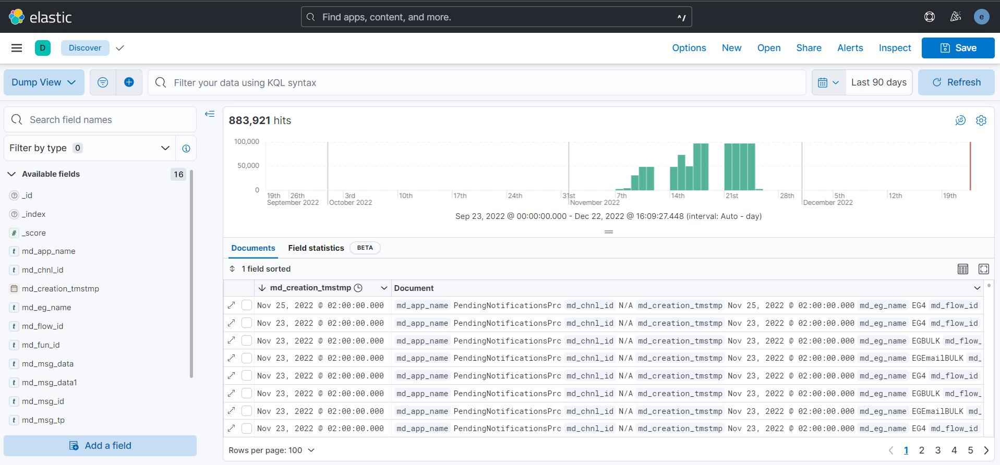 elastic
Find apps, content, and more.
^/
e
D
Discover
Options New Open Share Alerts Inspect Save
Dump View
Filter your data using KQL syntax
Last 90 days
Refresh
Search field names
Filter by type 0
Available fields 16
_id
_index
# _score
t md_app_name
t md_chnl_id
md_creation_tmstmp
t md_eg_name
t md_flow_id
t md_fun_id
t md_msg_data
t md_msg_data1
t md_msg_id
t md_msg_tp
Add a field
883,921 hits
100,000
50,000
0
19th 26th 3rd 10th 17th 24th 31st 7th 14th 21st 28th 5th 12th 19th
September 2022 October 2022 November 2022 December 2022
Sep 23, 2022 @ 00:00:00.000 - Dec 22, 2022 @ 16:09:27.448 (interval: Auto - day)
Documents Field statistics BETA
1 field sorted
md_creation_tmstmp Document
Nov 25, 2022 @ 02:00:00.000 md_app_name PendingNotificationsPrc md_chnl_id N/A md_creation_tmstmp Nov 25, 2022 @ 02:00:00.000 md_eg_name EG4 md_flow_id
Nov 23, 2022 @ 02:00:00.000 md_app_name PendingNotificationsPrc md_chnl_id N/A md_creation_tmstmp Nov 23, 2022 @ 02:00:00.000 md_eg_name EG4 md_flow_id
Nov 23, 2022 @ 02:00:00.000 md_app_name PendingNotificationsPrc md_chnl_id N/A md_creation_tmstmp Nov 23, 2022 @ 02:00:00.000 md_eg_name EGBULK md_flow_
Nov 23, 2022 @ 02:00:00.000 md_app_name PendingNotificationsPrc md_chnl_id N/A md_creation_tmstmp Nov 23, 2022 @ 02:00:00.000 md_eg_name EGEmailBULK md_
Nov 23, 2022 @ 02:00:00.000 md_app_name PendingNotificationsPrc md_chnl_id N/A md_creation_tmstmp Nov 23, 2022 @ 02:00:00.000 md_eg_name EG4 md_flow_id
Nov 23, 2022 @ 02:00:00.000 md_app_name PendingNotificationsPrc md_chnl_id N/A md_creation_tmstmp Nov 23, 2022 @ 02:00:00.000 md_eg_name EGBULK md_flow_
Nov 23, 2022 @ 02:00:00.000 md_app_name PendingNotificationsPrc md_chnl_id N/A md_creation_tmstmp Nov 23, 2022 @ 02:00:00.000 md_eg_name EGEmailBULK md_
Nov 23, 2022 @ 02:00:00.000 md_app_name PendingNotificationsPrc md_chnl_id N/A md_creation_tmstmp Nov 23, 2022 @ 02:00:00.000 md_eg_name EG4 md_flow_id
Rows per page: 100
1 2 3 4 5